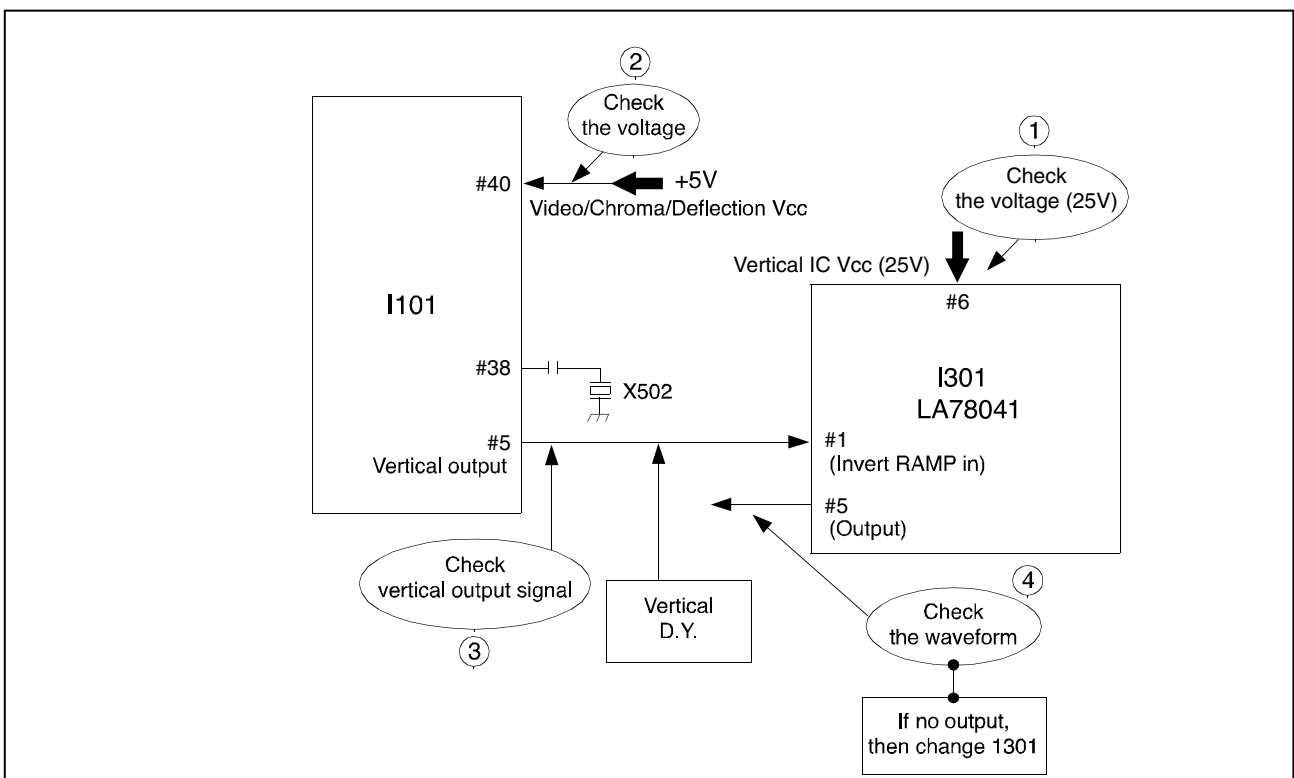 2
Check
the voltage
1
Check
the voltage (25V)
#40
+5V
Video/Chroma/Deflection Vcc
Vertical IC Vcc (25V)
#6
I101
I301
LA78041
#38
X502
#5
Vertical output
#1
(Invert RAMP in)
#5
(Output)
Check
vertical output signal
3
Vertical
D.Y.
4
Check
the waveform
If no output,
then change 1301